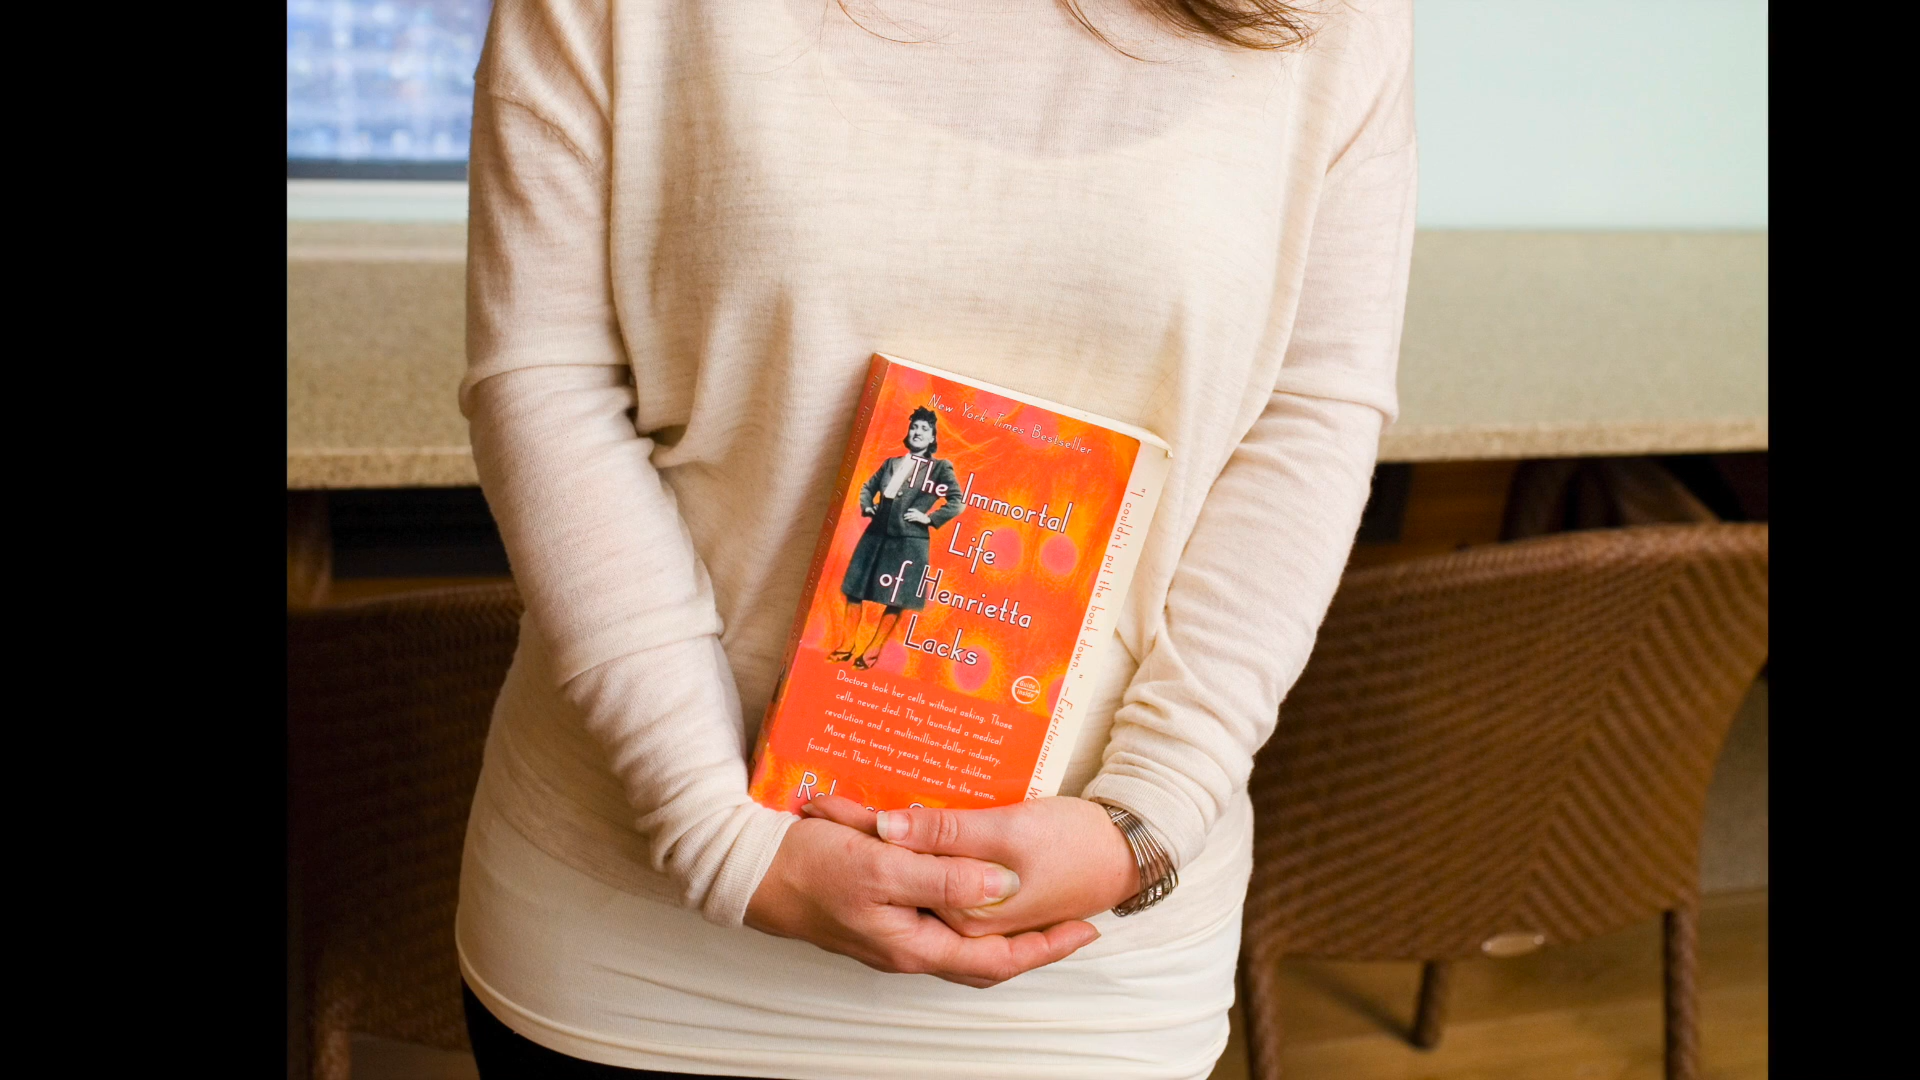 New York Times Bestseller
The Immortal
Life
of Henrietta
Lacks
Guide
Inside
Doctors took her cells without asking. Those
cells never died. They launched a medical
revolution and a multimillion-dollar industry.
More than twenty years later, her children
found out. Their lives would never be the same.
"I couldn't put the book down." —Entertainment